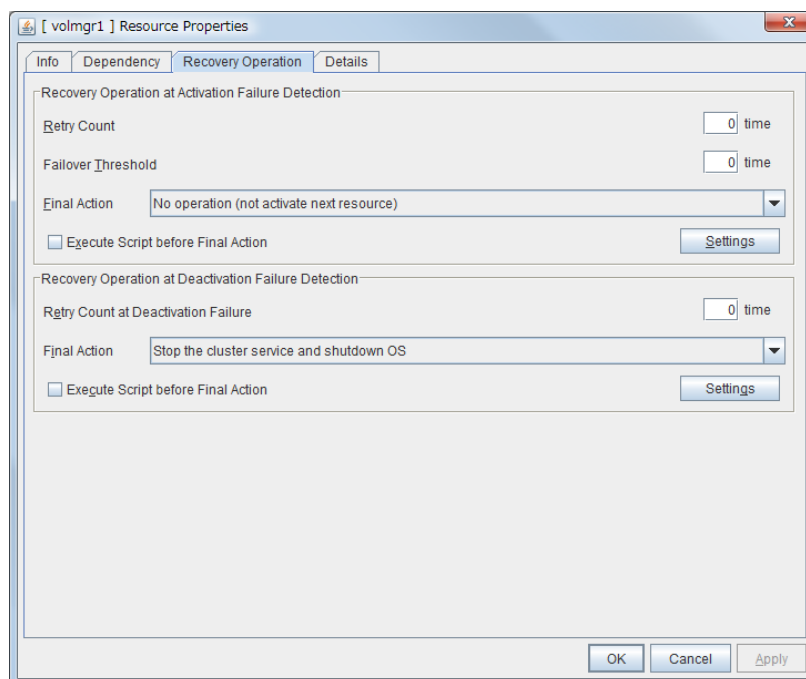 [ volmgr1 ] Resource Properties
Info Dependency Recovery Operation Details
Recovery Operation at Activation Failure Detection
Retry Count 0 time
Failover Threshold 0 time
Final Action No operation (not activate next resource)
Execute Script before Final Action Settings
Recovery Operation at Deactivation Failure Detection
Retry Count at Deactivation Failure 0 time
Final Action Stop the cluster service and shutdown OS
Execute Script before Final Action Settings
OK Cancel Apply